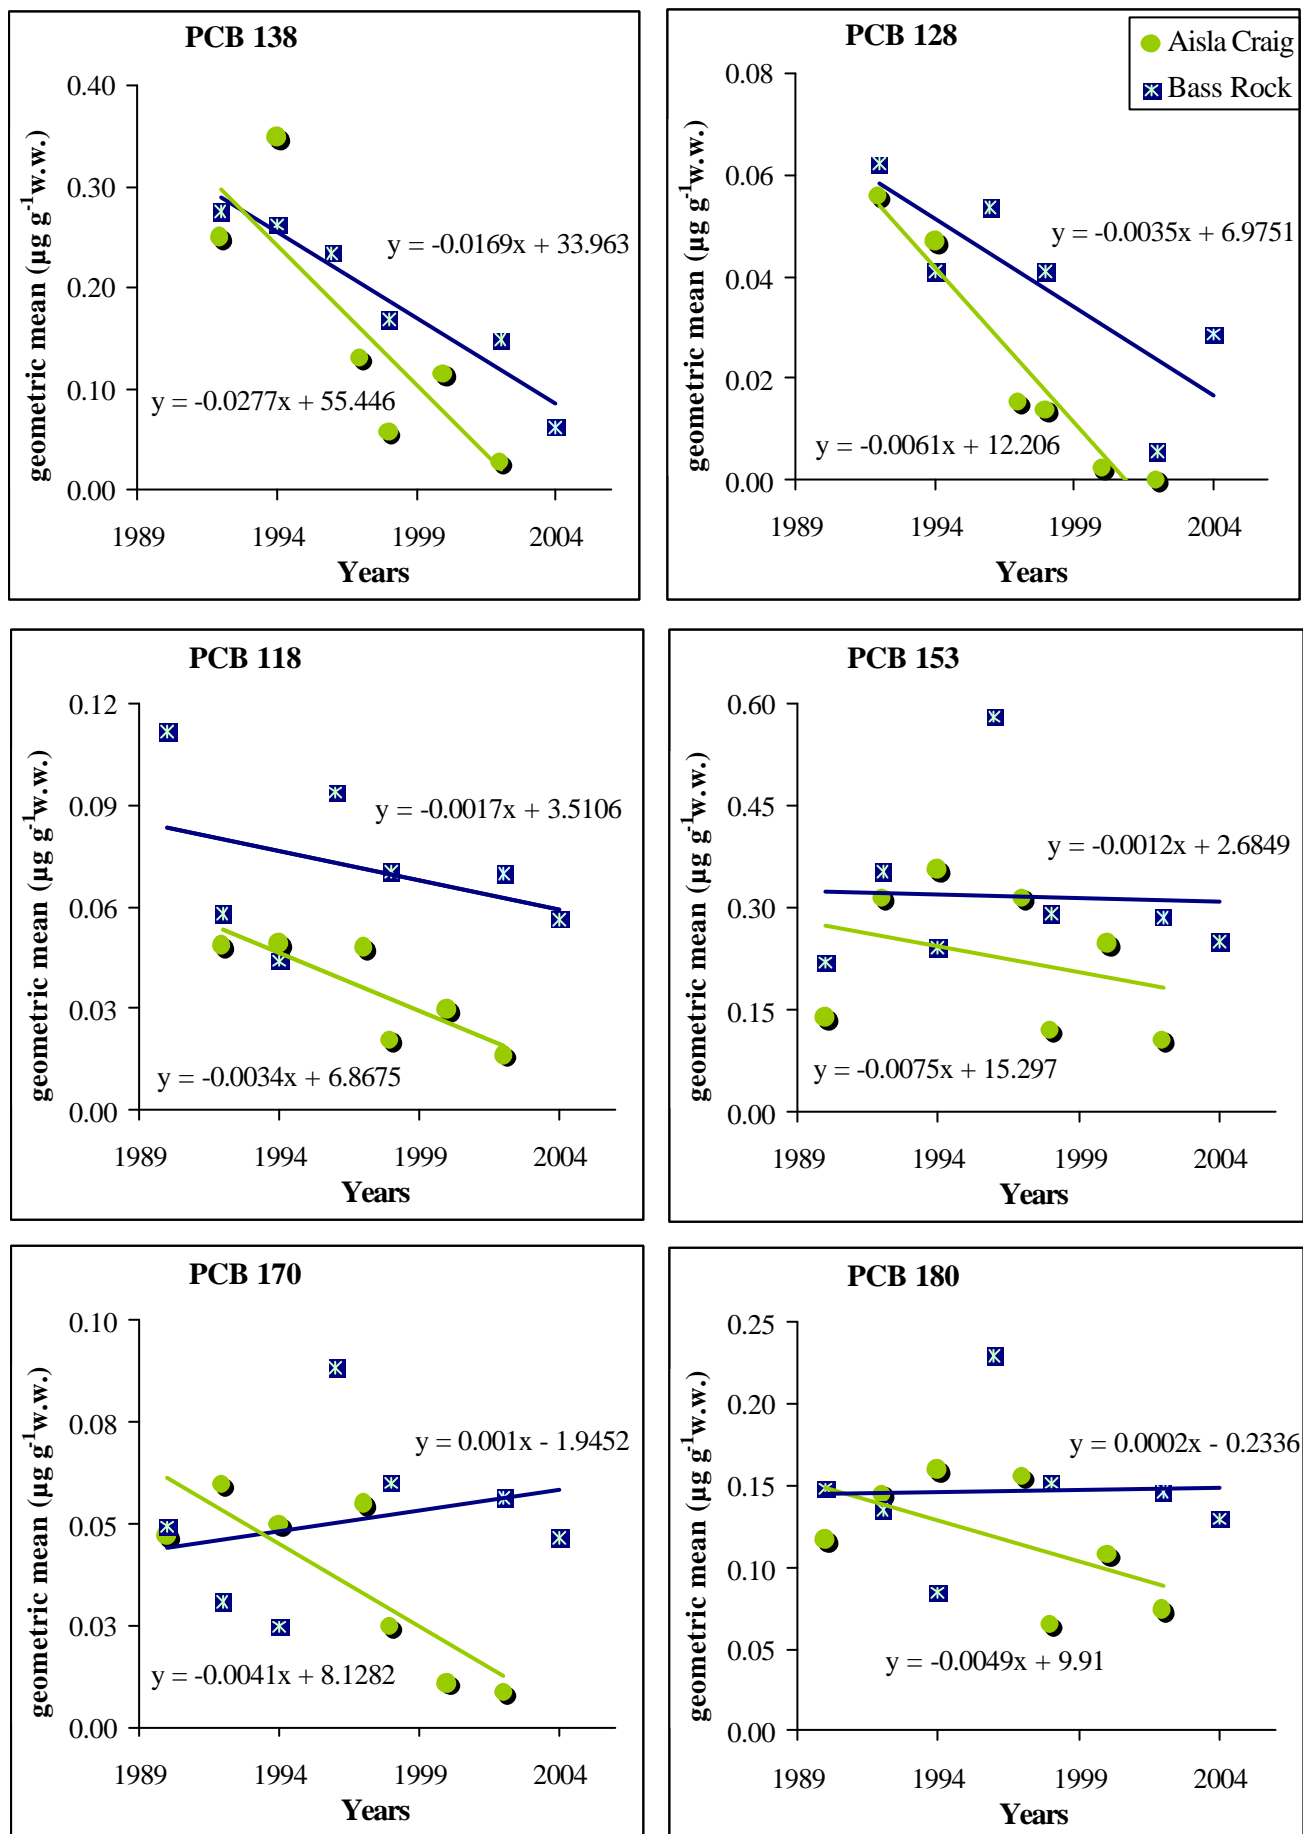 PCB 138
geometric mean (µg g-1w.w.)
0.40
0.30
0.20
0.10
0.00
y = -0.0169x + 33.963
y = -0.0277x + 55.446
1989 1994 1999 2004
Years
PCB 128
Aisla Craig
Bass Rock
geometric mean (µg g-1w.w.)
0.08
0.06
0.04
0.02
0.00
y = -0.0035x + 6.9751
y = -0.0061x + 12.206
1989 1994 1999 2004
Years
PCB 118
geometric mean (µg g-1w.w.)
0.12
0.09
0.06
0.03
0.00
y = -0.0017x + 3.5106
y = -0.0034x + 6.8675
1989 1994 1999 2004
Years
PCB 153
geometric mean (µg g-1w.w.)
0.60
0.45
0.30
0.15
0.00
y = -0.0012x + 2.6849
y = -0.0075x + 15.297
1989 1994 1999 2004
Years
PCB 170
geometric mean (µg g-1w.w.)
0.10
0.08
0.05
0.03
0.00
y = 0.001x - 1.9452
y = -0.0041x + 8.1282
1989 1994 1999 2004
Years
PCB 180
geometric mean (µg g-1w.w.)
0.25
0.20
0.15
0.10
0.05
0.00
y = 0.0002x - 0.2336
y = -0.0049x + 9.91
1989 1994 1999 2004
Years